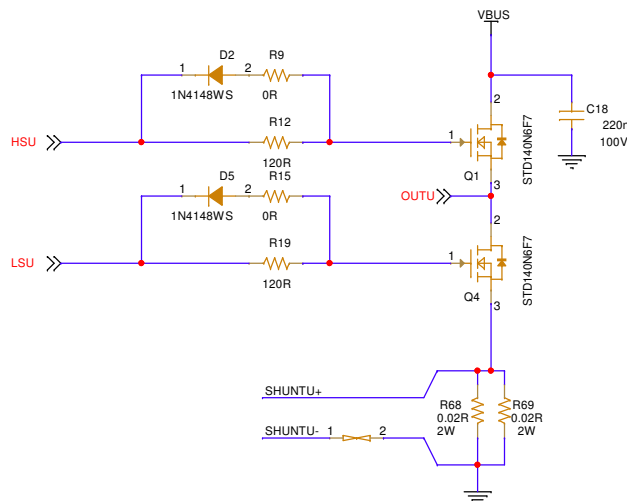 VBUS
D2 R9
1 2
1N4148WS 0R
2
C18
220n
100V
R12
HSU
1
120R
Q1
STD140N6F7
3
D5 R15
1 2
1N4148WS 0R
OUTU
2
R19
LSU
1
120R
Q4
STD140N6F7
3
SHUNTU+
R68 R69
0.02R 0.02R
2W 2W
SHUNTU- 1 2